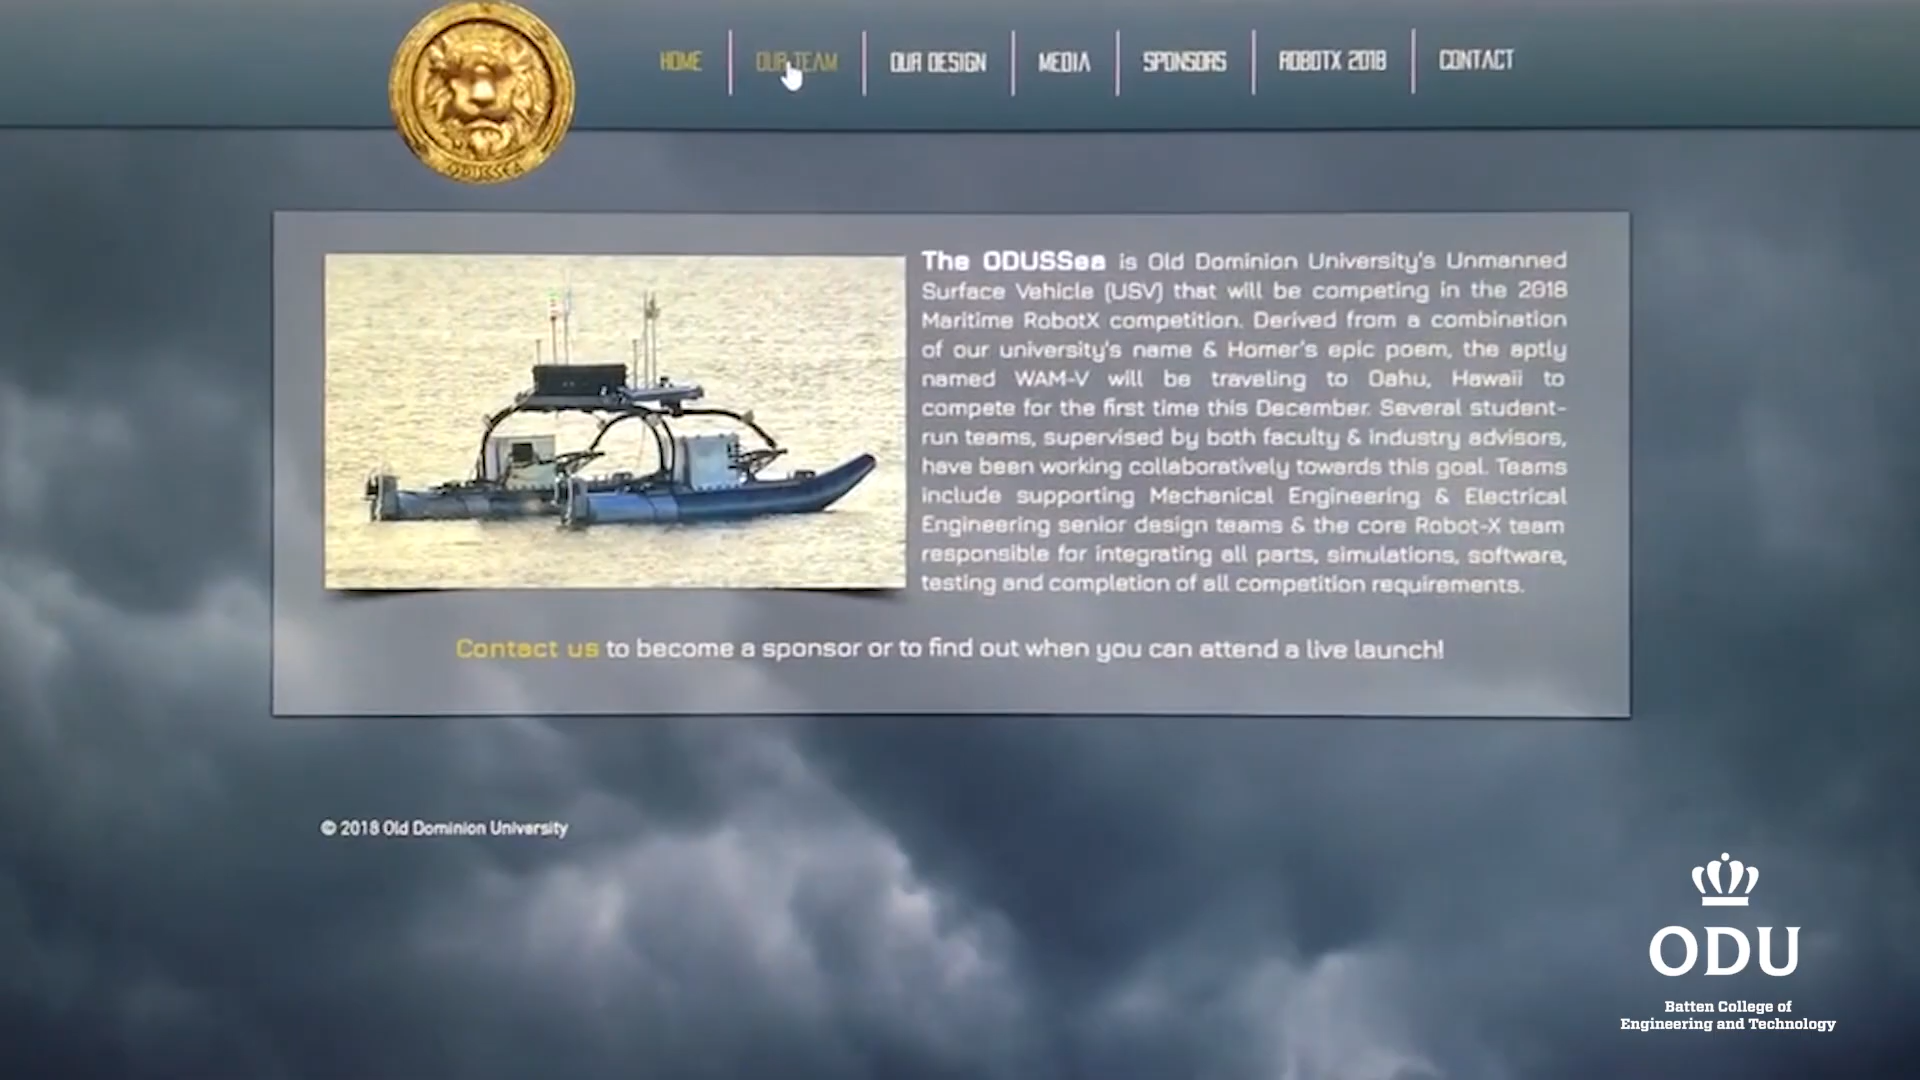 HOME
OUR TEAM
OUR DESIGN
MEDIA
SPONSORS
ROBOTX 2018
CONTACT
ODUSSEA
The ODUSSea is Old Dominion University's Unmanned
Surface Vehicle (USV) that will be competing in the 2018
Maritime RobotX competition. Derived from a combination
of our university's name & Homer's epic poem, the aptly
named WAM-V will be traveling to Oahu, Hawaii to
compete for the first time this December. Several student-
run teams, supervised by both faculty & industry advisors,
have been working collaboratively towards this goal. Teams
include supporting Mechanical Engineering & Electrical
Engineering senior design teams & the core Robot-X team
responsible for integrating all parts, simulations, software,
testing and completion of all competition requirements.
Contact us to become a sponsor or to find out when you can attend a live launch!
© 2018 Old Dominion University
ODU
Batten College of
Engineering and Technology